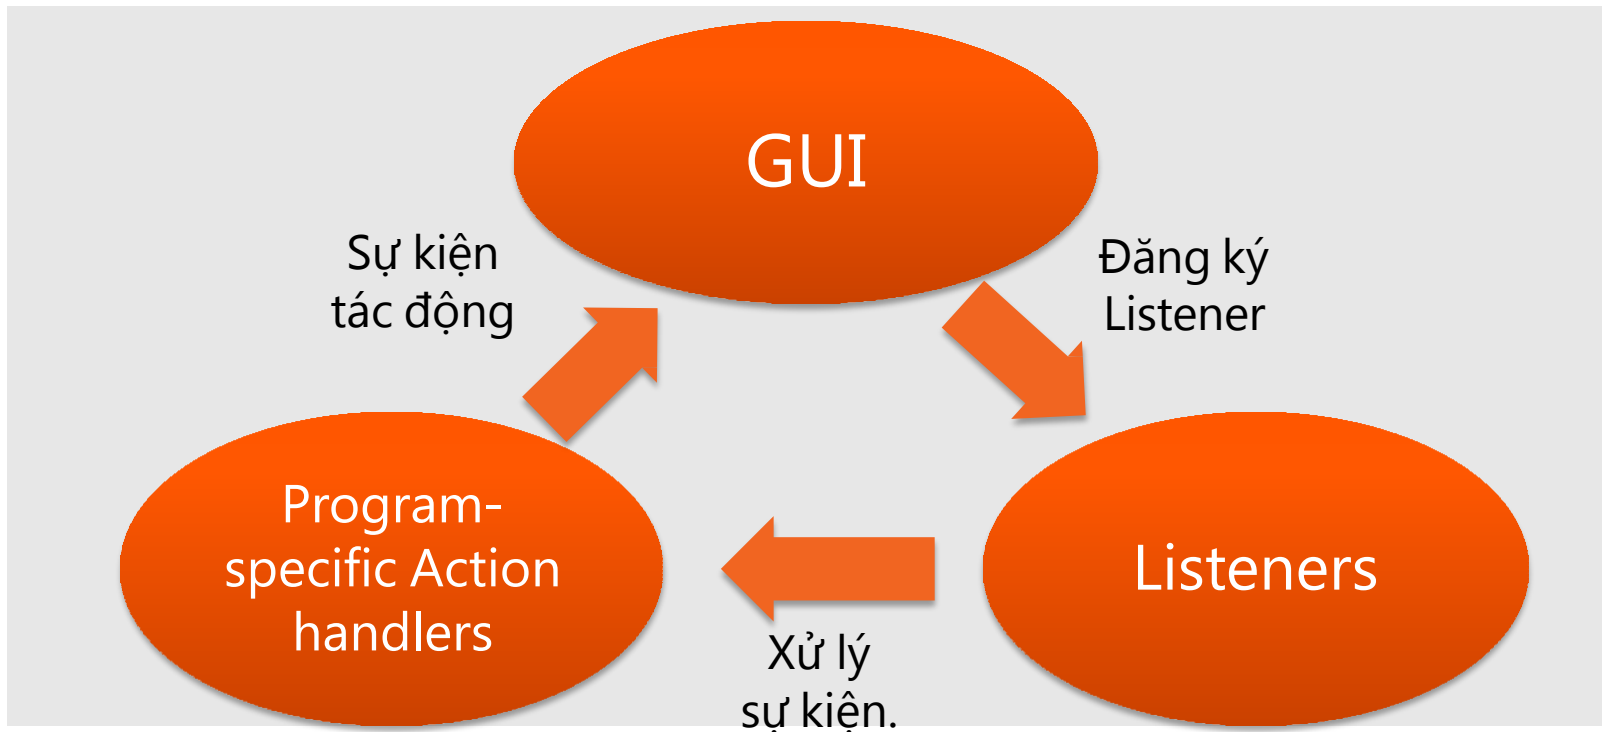 GUI
Sự kiện
tác động
Đăng ký
Listener
Program-
specific Action
handlers
Listeners
Xử lý
sự kiện.